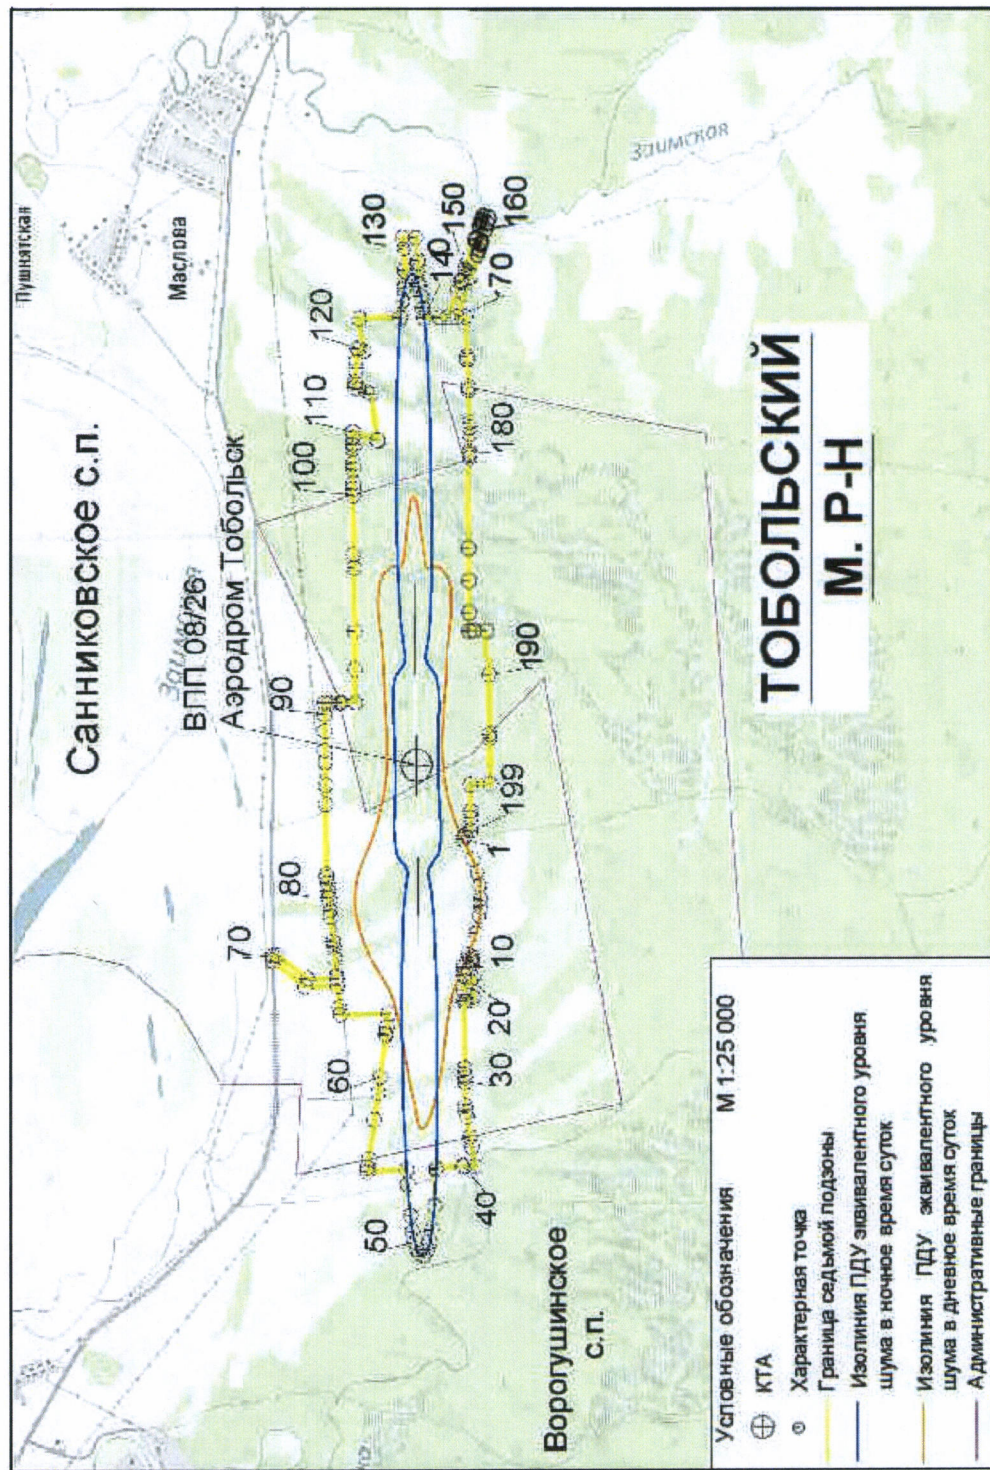 Пушнятская
Маслова
Санниковское с.п.
Заимская
ВПП 08/26
Аэродром Тобольск
Заимская
70
80
90
100
110
120
130
60
50
140
150
160
70
180
190
199
1
10
20
30
40
Ворогушинское
с.п.
ТОБОЛЬСКИЙ
М. Р-Н
Условные обозначения М 1:25 000
КТА
Характерная точка
Граница седьмой подзоны
Изолиния ПДУ эквивалентного уровня
шума в ночное время суток
Изолиния ПДУ эквивалентного уровня
шума в дневное время суток
Административные границы